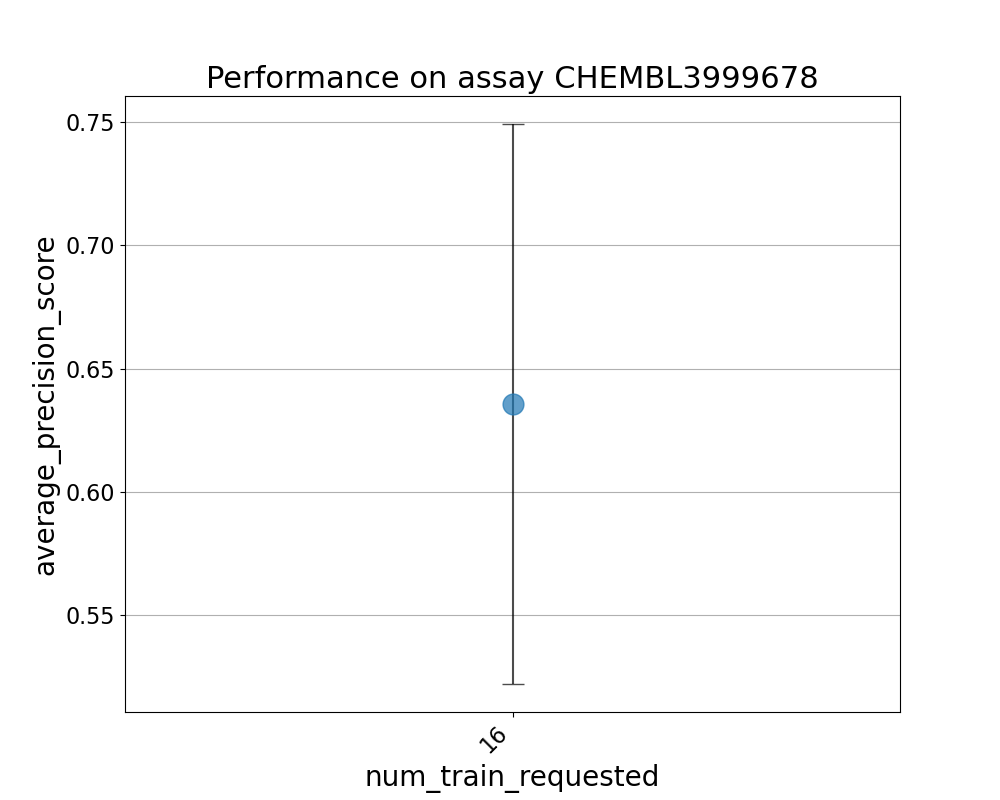 Performance on assay CHEMBL3999678
average_precision_score
0.75
0.70
0.65
0.60
0.55
16
num_train_requested